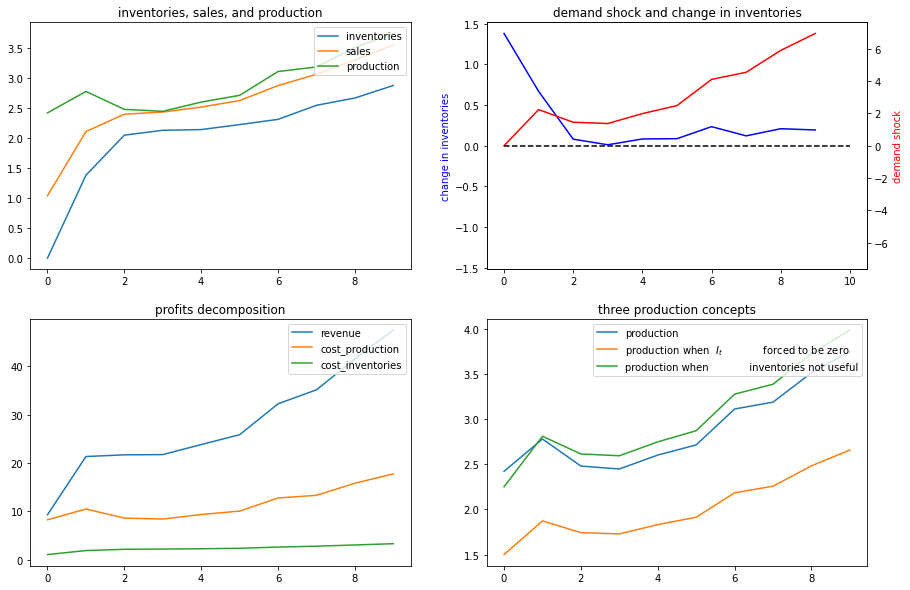 inventories, sales, and production
3.5
3.0
2.5
2.0
1.5
1.0
0.5
0.0
0 2 4 6 8
inventories
sales
production
demand shock and change in inventories
change in inventories
1.5
1.0
0.5
0.0
−0.5
−1.0
−1.5
0 2 4 6 8 10
6
4
2
0
−2
−4
−6
demand shock
profits decomposition
40
30
20
10
0
0 2 4 6 8
revenue
cost_production
cost_inventories
three production concepts
4.0
3.5
3.0
2.5
2.0
1.5
0 2 4 6 8
production
production when I_t forced to be zero
production when inventories not useful